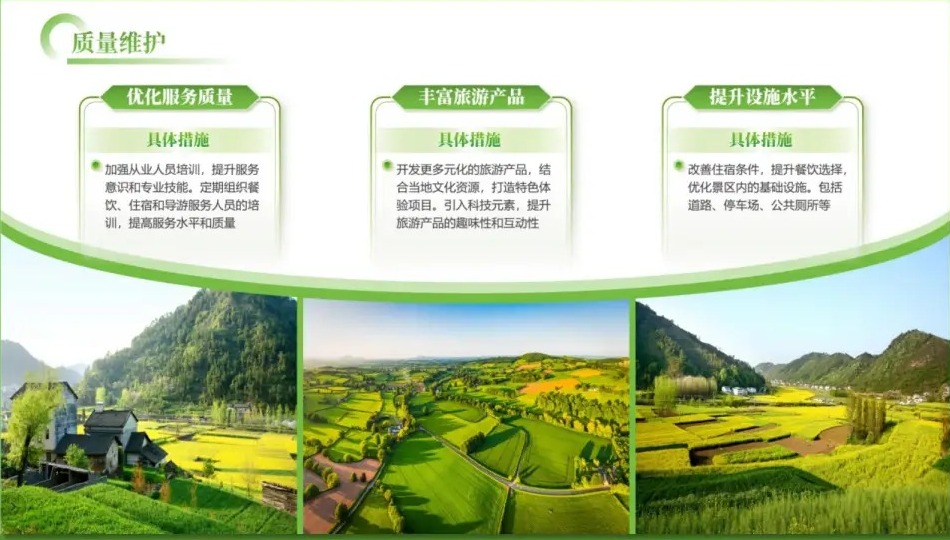 质量维护
优化服务质量
具体措施
加强从业人员培训，提升服务
意识和专业技能。定期组织餐
饮、住宿和导游服务人员的培
训，提高服务水平和质量
丰富旅游产品
具体措施
开发更多元化的旅游产品，结
合当地文化资源，打造特色体
验项目。引入科技元素，提升
旅游产品的趣味性和互动性
提升设施水平
具体措施
改善住宿条件，提升餐饮选择，
优化景区内的基础设施。包括
道路、停车场、公共厕所等